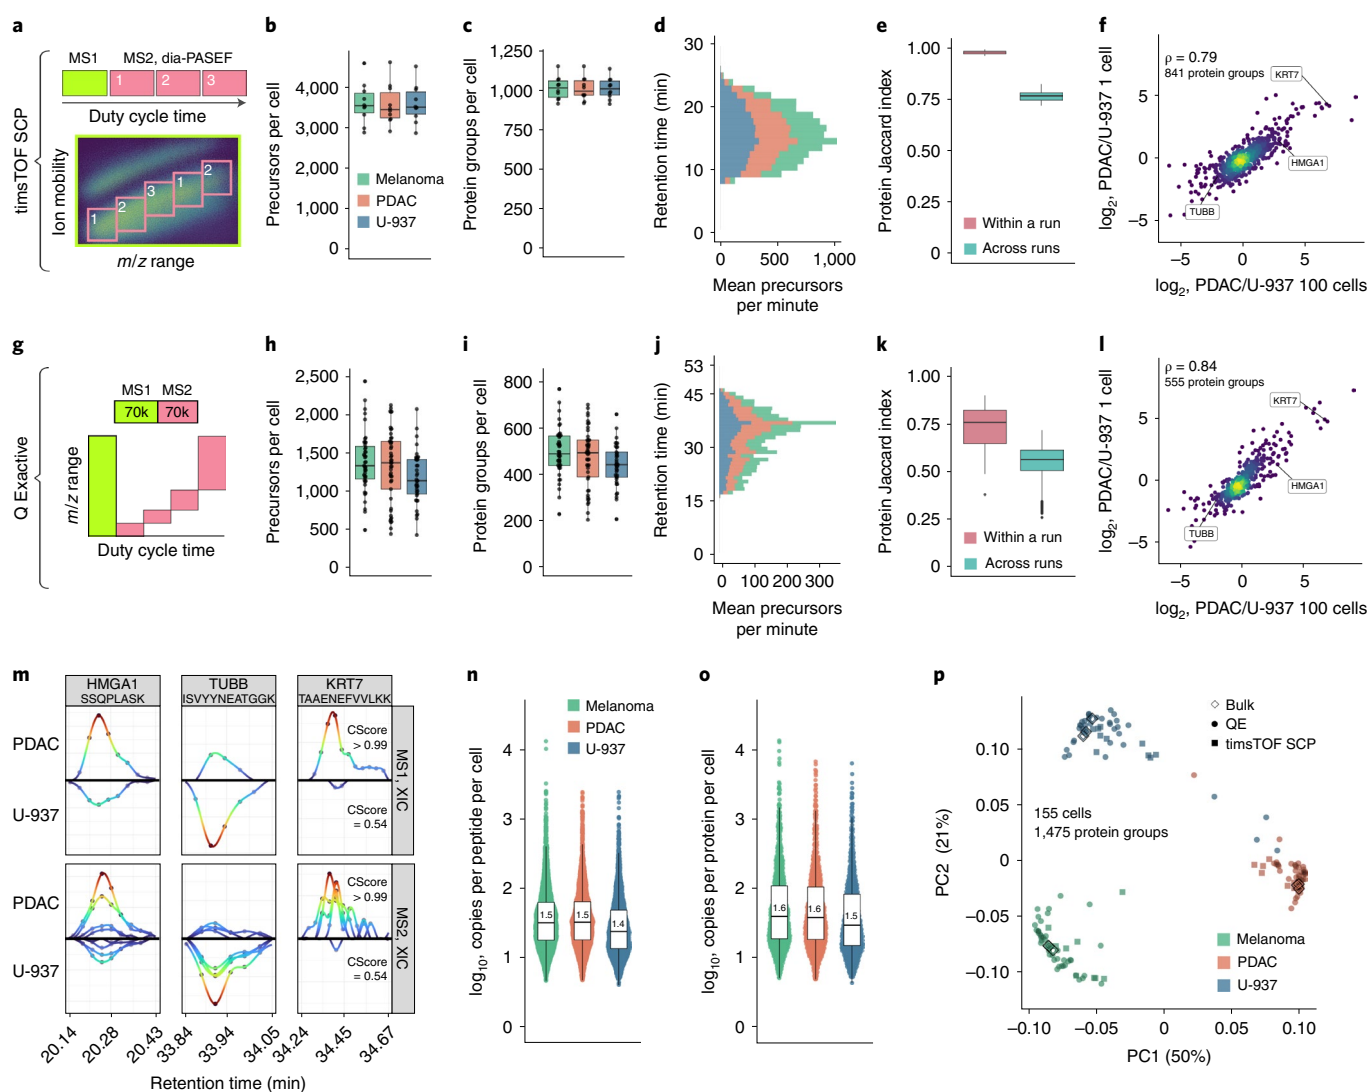 a
timsTOF SCP
MS1
MS2, dia-PASEF
1
2
3
Duty cycle time
Ion mobility
1
2
3
1
2
m/z range
b
Precursors per cell
4,000
3,000
2,000
1,000
0
Melanoma
PDAC
U-937
c
Protein groups per cell
1,250
1,000
750
500
250
0
d
Retention time (min)
30
20
10
0
0
500
1,000
Mean precursors
per minute
e
Protein Jaccard index
1.00
0.75
0.50
0.25
0
Within a run
Across runs
f
log2, PDAC/U-937 1 cell
ρ = 0.79
841 protein groups
KRT7
HMGA1
TUBB
5
0
−5
−5
0
5
log2, PDAC/U-937 100 cells
g
Q Exactive
MS1
MS2
70k
70k
m/z range
Duty cycle time
h
Precursors per cell
2,500
2,000
1,500
1,000
500
0
i
Protein groups per cell
800
600
400
200
0
j
Retention time (min)
53
45
30
15
0
0
100
200
300
Mean precursors
per minute
k
Protein Jaccard index
1.00
0.75
0.50
0.25
0
Within a run
Across runs
l
log2, PDAC/U-937 1 cell
ρ = 0.84
555 protein groups
KRT7
HMGA1
TUBB
5
0
−5
−5
0
5
log2, PDAC/U-937 100 cells
m
HMGA1
SSQPLASK
TUBB
ISVYYNEATGGK
KRT7
TAAENEFVVLKK
PDAC
U-937
CScore
> 0.99
CScore
= 0.54
MS1, XIC
PDAC
U-937
CScore
> 0.99
CScore
= 0.54
MS2, XIC
20.14
20.28
20.43
33.84
33.94
34.05
34.24
34.45
34.67
Retention time (min)
n
log10, copies per peptide per cell
4
3
2
1
0
Melanoma
PDAC
U-937
1.5
1.5
1.4
o
log10, copies per protein per cell
4
3
2
1
0
1.6
1.6
1.5
p
PC2 (21%)
0.10
0.05
0
−0.05
−0.10
Bulk
QE
timsTOF SCP
155 cells
1,475 protein groups
Melanoma
PDAC
U-937
−0.10
−0.05
0
0.05
0.10
PC1 (50%)